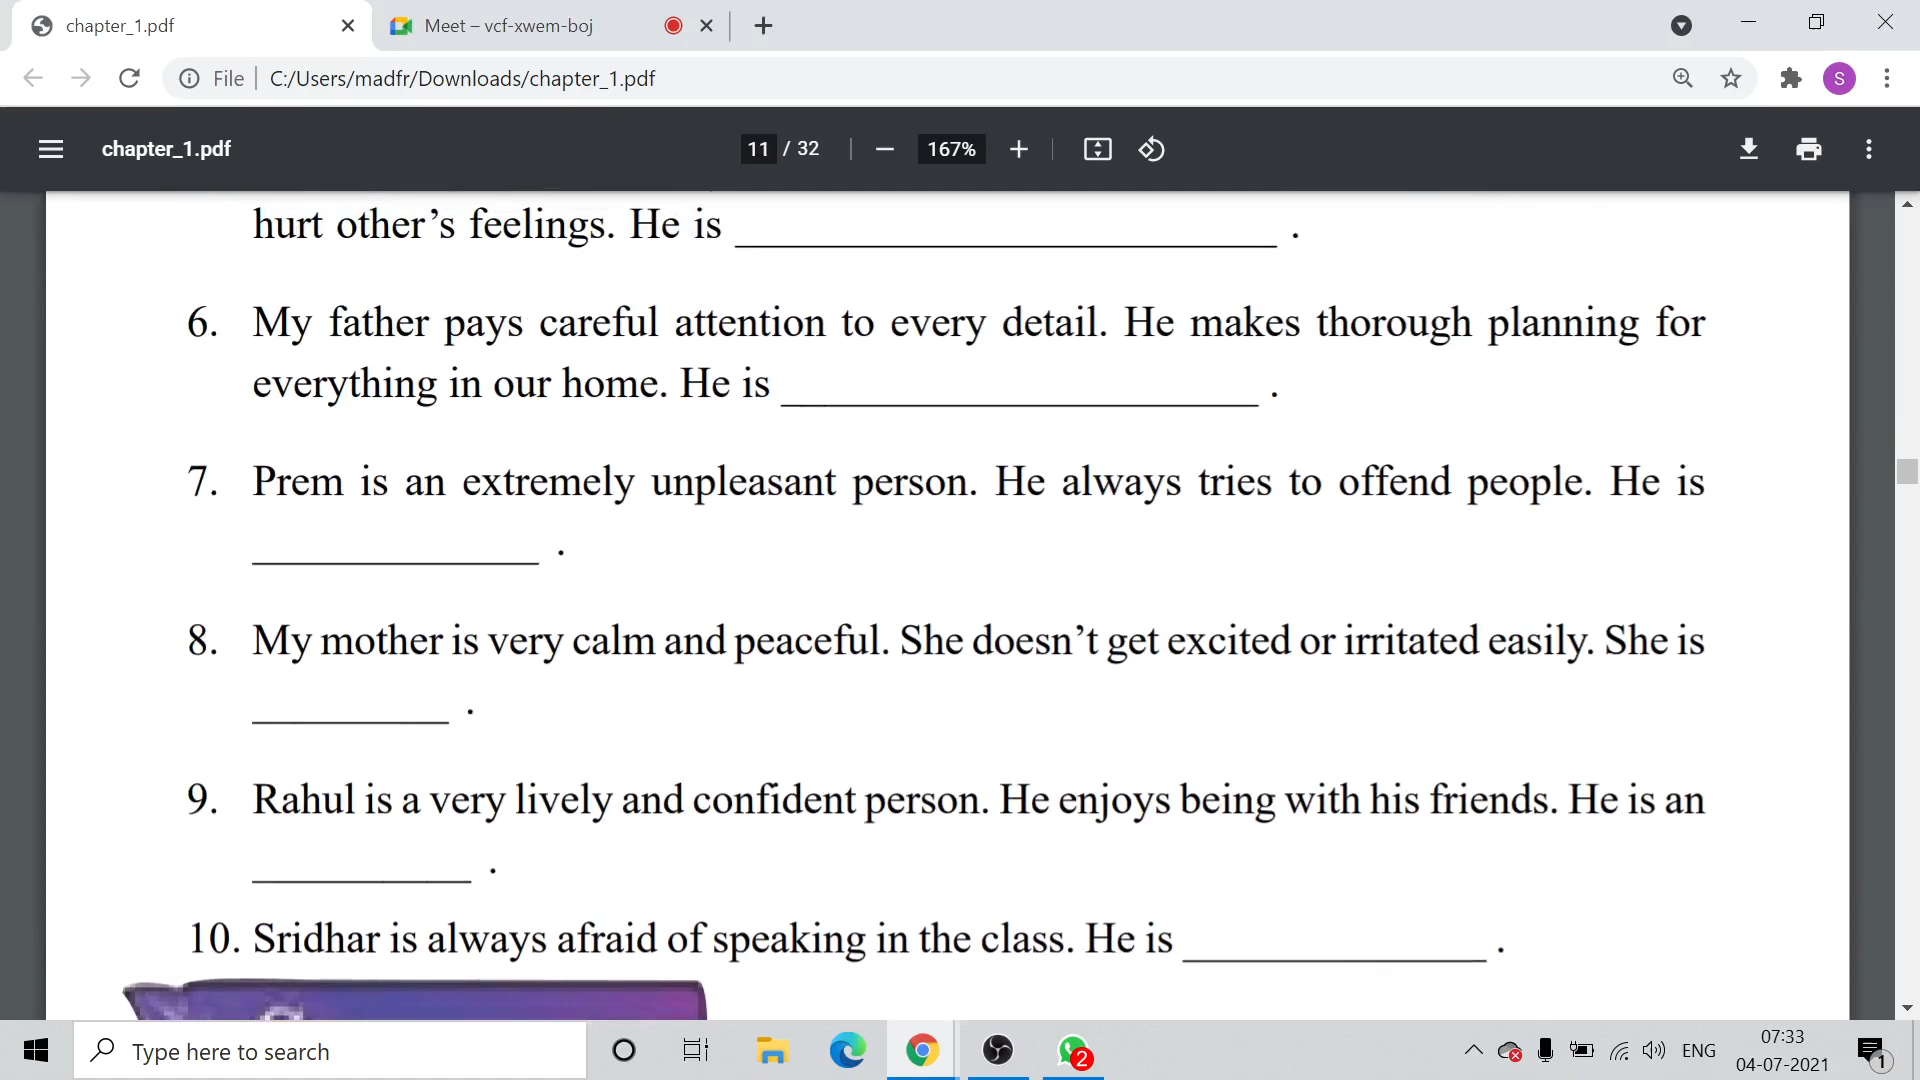 chapter_1.pdf
Meet – vcf-xwem-boj
File
C:/Users/madfr/Downloads/chapter_1.pdf
S
chapter_1.pdf
11 / 32
167%
hurt other’s feelings. He is ____________________ .
6. My father pays careful attention to every detail. He makes thorough planning for
everything in our home. He is ____________________ .
7. Prem is an extremely unpleasant person. He always tries to offend people. He is
____________ .
8. My mother is very calm and peaceful. She doesn’t get excited or irritated easily. She is
________ .
9. Rahul is a very lively and confident person. He enjoys being with his friends. He is an
_________ .
10. Sridhar is always afraid of speaking in the class. He is ____________ .
Type here to search
2
ENG
07:33
04-07-2021
1